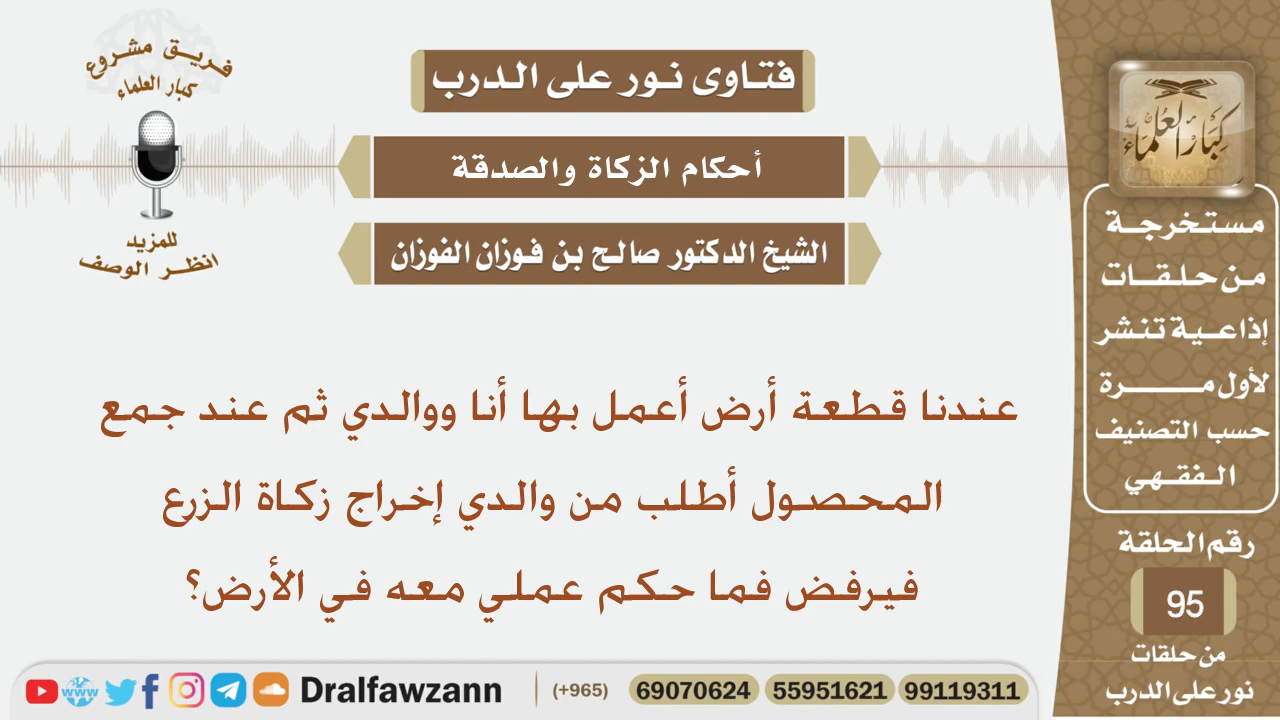 فريق مشروع
كبار العلماء
للمزيد
انظر الوصف
فتاوى نور على الدرب
أحكام الزكاة والصدقة
الشيخ الدكتور صالح بن فوزان الفوزان
عندنا قطعة أرض أعمل بها أنا ووالدي ثم عند جمع
المحصول أطلب من والدي إخراج زكاة الزرع
فيرفض فما حكم عملي معه في الأرض؟
كبار العلماء
مستخرجة
من حلقات
إذاعية تنشر
لأول مرة
حسب التصنيف
الفقهي
رقم الحلقة
95
من حلقات
نور على الدرب
www
Dralfawzann
(+965) 69070624 55951621 99119311